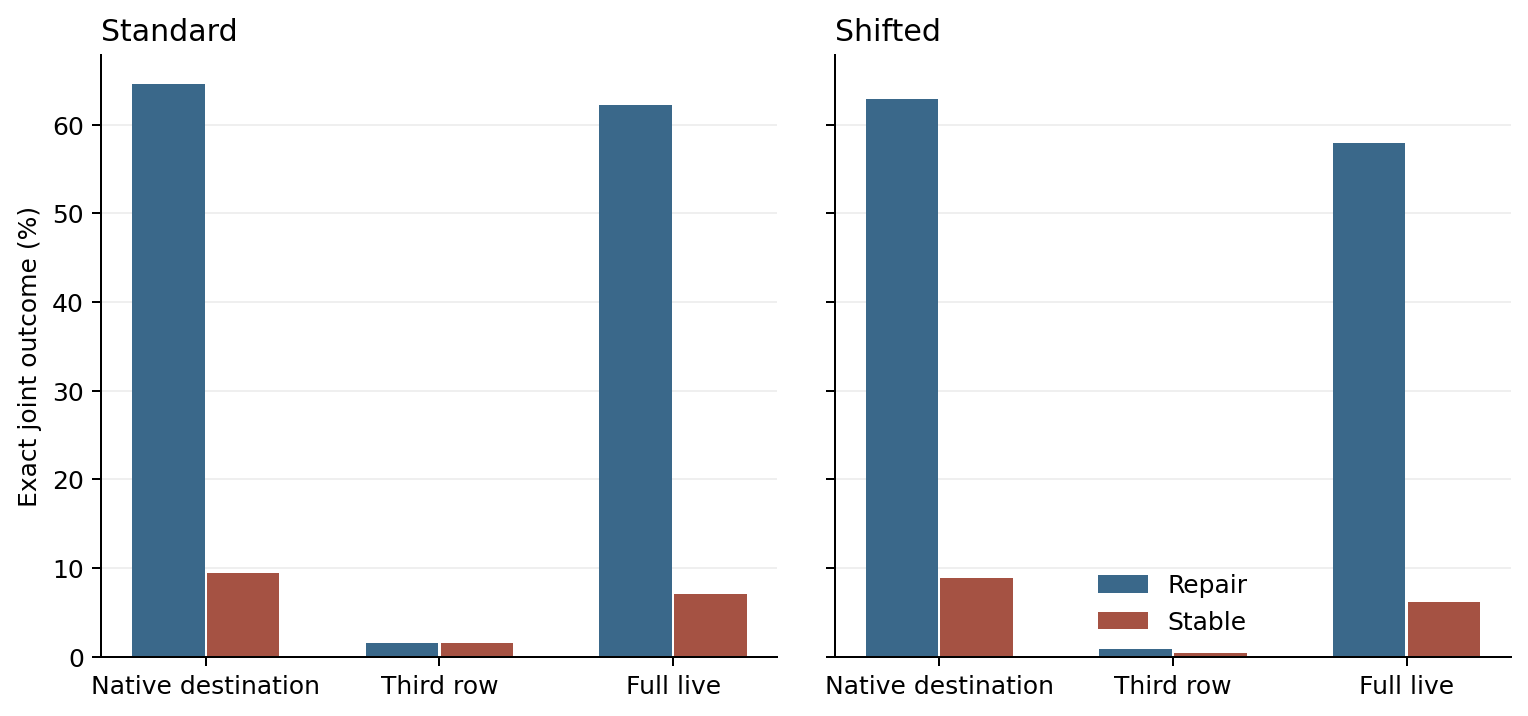 Standard
Shifted
Exact joint outcome (%)
60
50
40
30
20
10
0
Native destination
Third row
Full live
Repair
Stable
Native destination
Third row
Full live